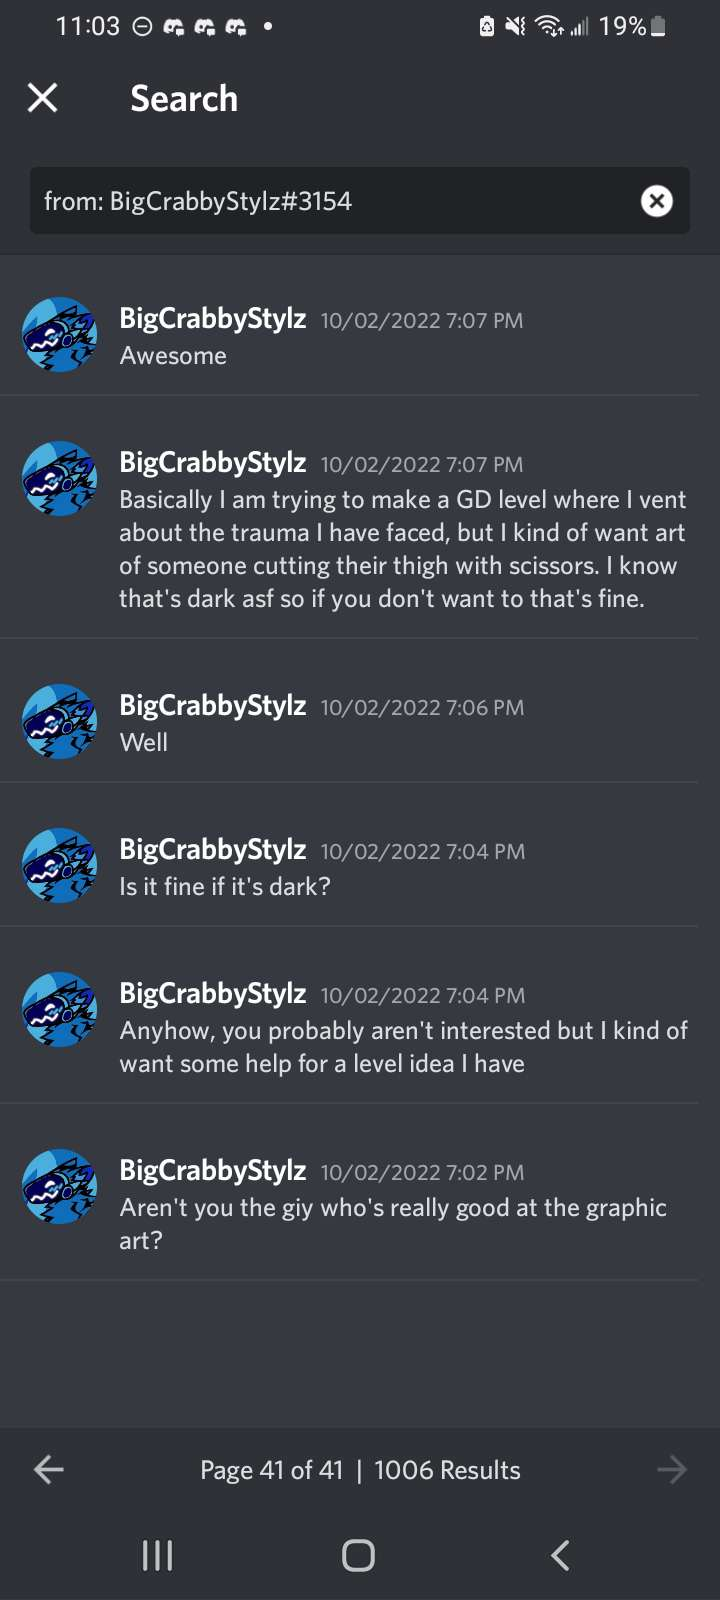 11:03
19%
Search
from: BigCrabbyStylz#3154
BigCrabbyStylz 10/02/2022 7:07 PM
Awesome
BigCrabbyStylz 10/02/2022 7:07 PM
Basically I am trying to make a GD level where I vent
about the trauma I have faced, but I kind of want art
of someone cutting their thigh with scissors. I know
that's dark asf so if you don't want to that's fine.
BigCrabbyStylz 10/02/2022 7:06 PM
Well
BigCrabbyStylz 10/02/2022 7:04 PM
Is it fine if it's dark?
BigCrabbyStylz 10/02/2022 7:04 PM
Anyhow, you probably aren't interested but I kind of
want some help for a level idea I have
BigCrabbyStylz 10/02/2022 7:02 PM
Aren't you the giy who's really good at the graphic
art?
Page 41 of 41 | 1006 Results